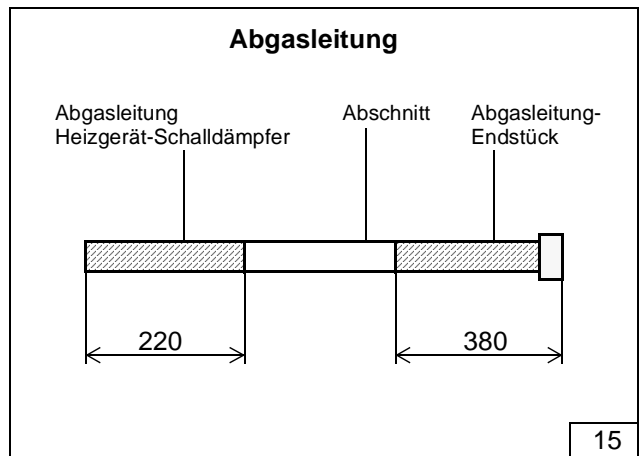 Abgasleitung
Abgasleitung
Heizgerät-Schalldämpfer
Abschnitt
Abgasleitung-
Endstück
220
380
15